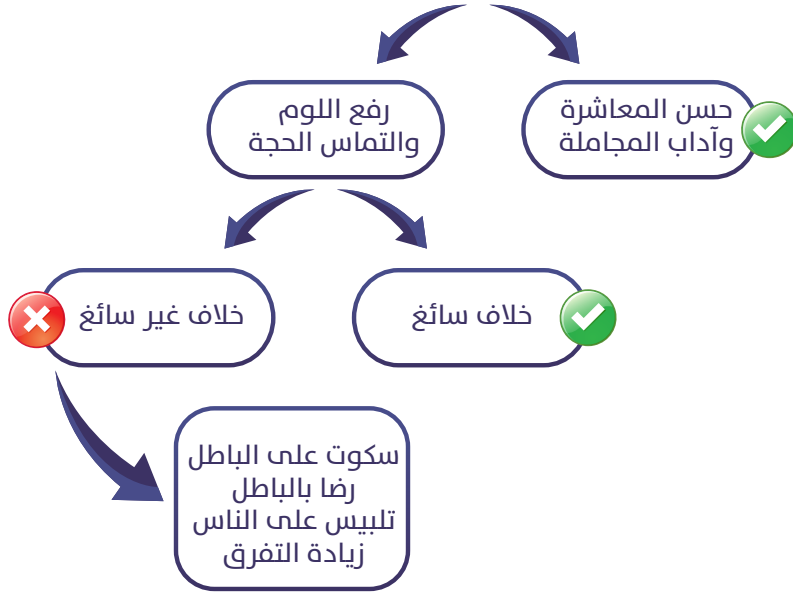 حسن المعاشرة
وآداب المجاملة
رفع اللوم
والتماس الحجة
خلاف سائغ
خلاف غير سائغ
سكوت على الباطل
رضا بالباطل
تلبيس على الناس
زيادة التفرق